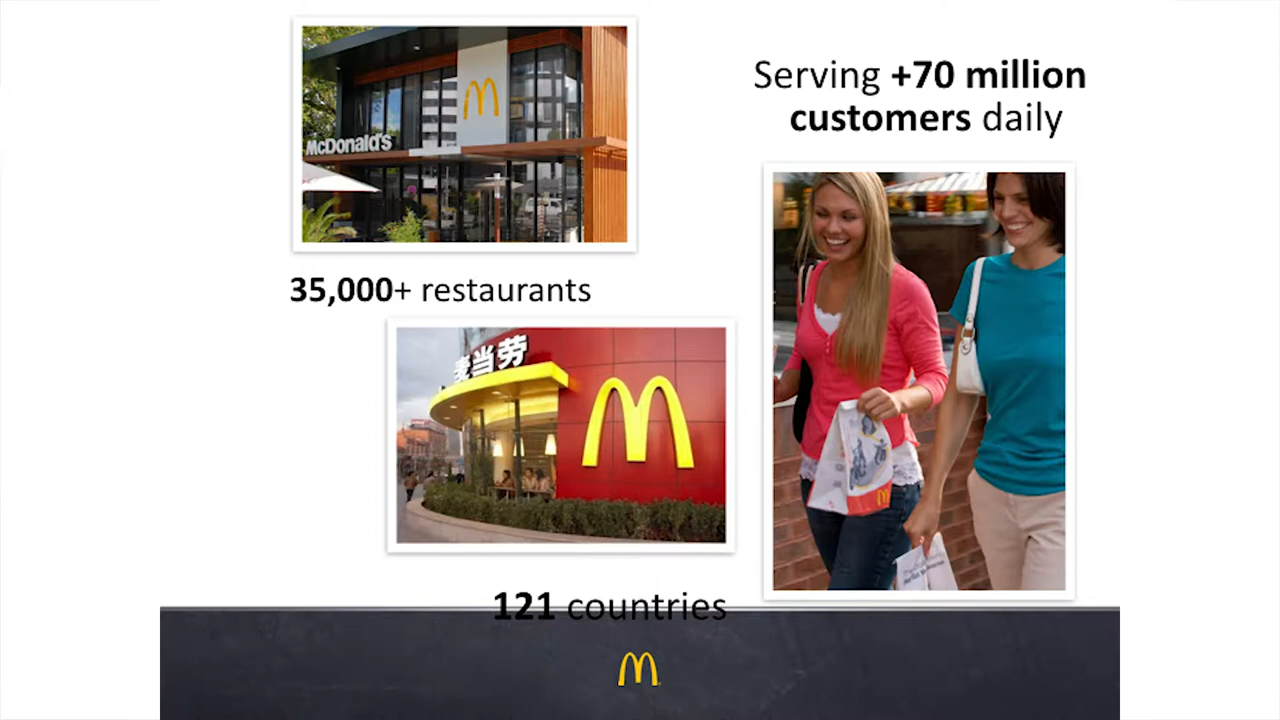 McDonald's
Serving +70 million
customers daily
35,000+ restaurants
麦当劳
121 countries